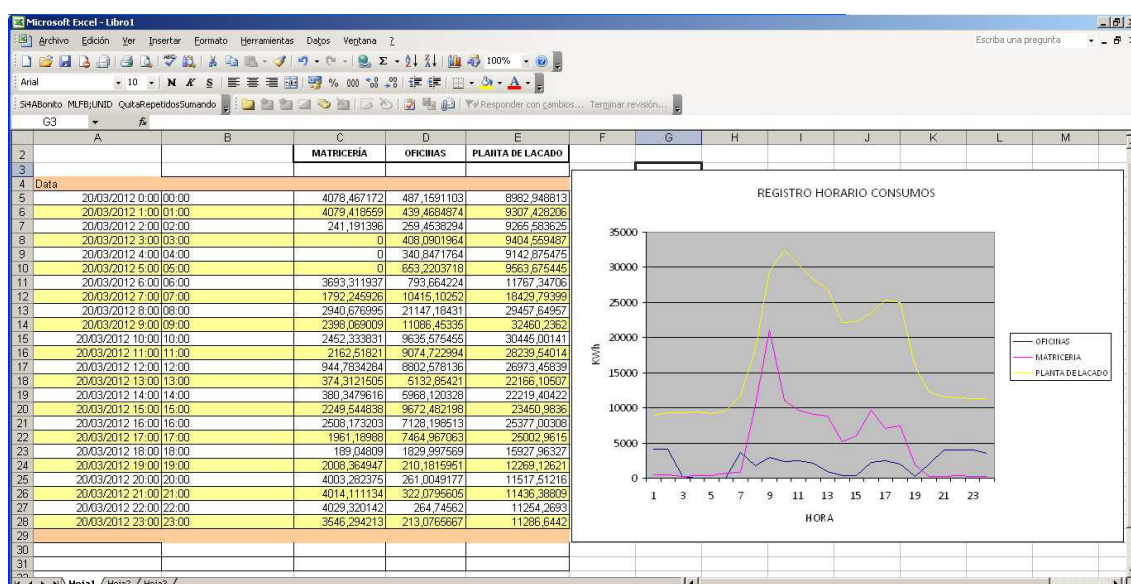 Microsoft Excel - Libro1
Archivo Edición Ver Insertar Formato Herramientas Datos Ventana ? Escriba una pregunta
100%
Arial 10 N K S % 000
SI4ABonito MLFB;UNID QuitaRepetidosSumando Responder con cambios... Terminar revisión...
G3 fx
A B C D E F G H I J K L M
2 MATRICERÍA OFICINAS PLANTA DE LACADO
3
4 Data
5 20/03/2012 0:00 00:00 4078,467172 487,1591103 8982,948813
6 20/03/2012 1:00 01:00 4079,418559 439,4684874 9307,428206
7 20/03/2012 2:00 02:00 241,191396 259,4538294 9265,583625
8 20/03/2012 3:00 03:00 0 408,0901964 9404,559487
9 20/03/2012 4:00 04:00 0 340,8471764 9142,875475
10 20/03/2012 5:00 05:00 0 653,2203718 9563,675445
11 20/03/2012 6:00 06:00 3693,311937 793,664224 11767,34706
12 20/03/2012 7:00 07:00 1792,245926 10415,10252 18429,79399
13 20/03/2012 8:00 08:00 2940,676995 21147,18431 29457,64957
14 20/03/2012 9:00 09:00 2398,069009 11086,45335 32460,2362
15 20/03/2012 10:00 10:00 2452,333831 9635,575455 30445,00141
16 20/03/2012 11:00 11:00 2162,51821 9074,722994 28239,54014
17 20/03/2012 12:00 12:00 944,7834284 8802,578136 26973,45839
18 20/03/2012 13:00 13:00 374,3121505 5132,85421 22166,10507
19 20/03/2012 14:00 14:00 380,3479616 5968,120328 22219,40422
20 20/03/2012 15:00 15:00 2249,544838 9672,482198 23450,9836
21 20/03/2012 16:00 16:00 2508,173203 7128,198513 25377,00308
22 20/03/2012 17:00 17:00 1961,18988 7464,967063 25002,9615
23 20/03/2012 18:00 18:00 189,04809 1829,997569 15927,96327
24 20/03/2012 19:00 19:00 2008,364947 210,1815951 12269,12621
25 20/03/2012 20:00 20:00 4003,282375 261,0049177 11517,51216
26 20/03/2012 21:00 21:00 4014,111134 322,0795605 11436,38809
27 20/03/2012 22:00 22:00 4029,320142 264,74562 11254,2693
28 20/03/2012 23:00 23:00 3546,294213 213,0765667 11286,6442
29
30
31
REGISTRO HORARIO CONSUMOS
35000
30000
25000
20000
15000
10000
5000
0
KWh
1 3 5 7 9 11 13 15 17 19 21 23
HORA
OFICINAS
MATRICERIA
PLANTA DE LACADO
Hoja1 Hoja2 Hoja3